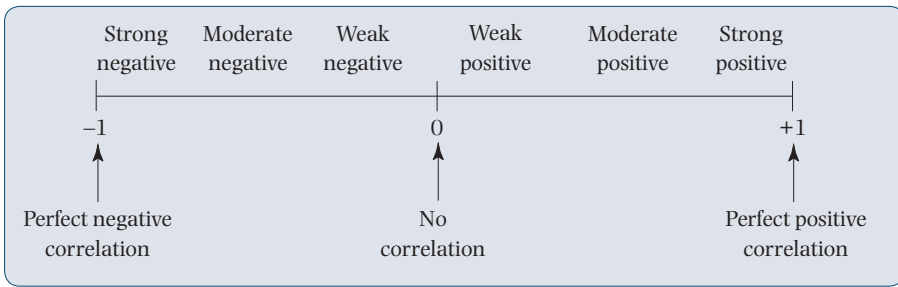 Strong Moderate Weak Weak Moderate Strong
negative negative negative positive positive positive
–1 0 +1
Perfect negative No Perfect positive
correlation correlation correlation